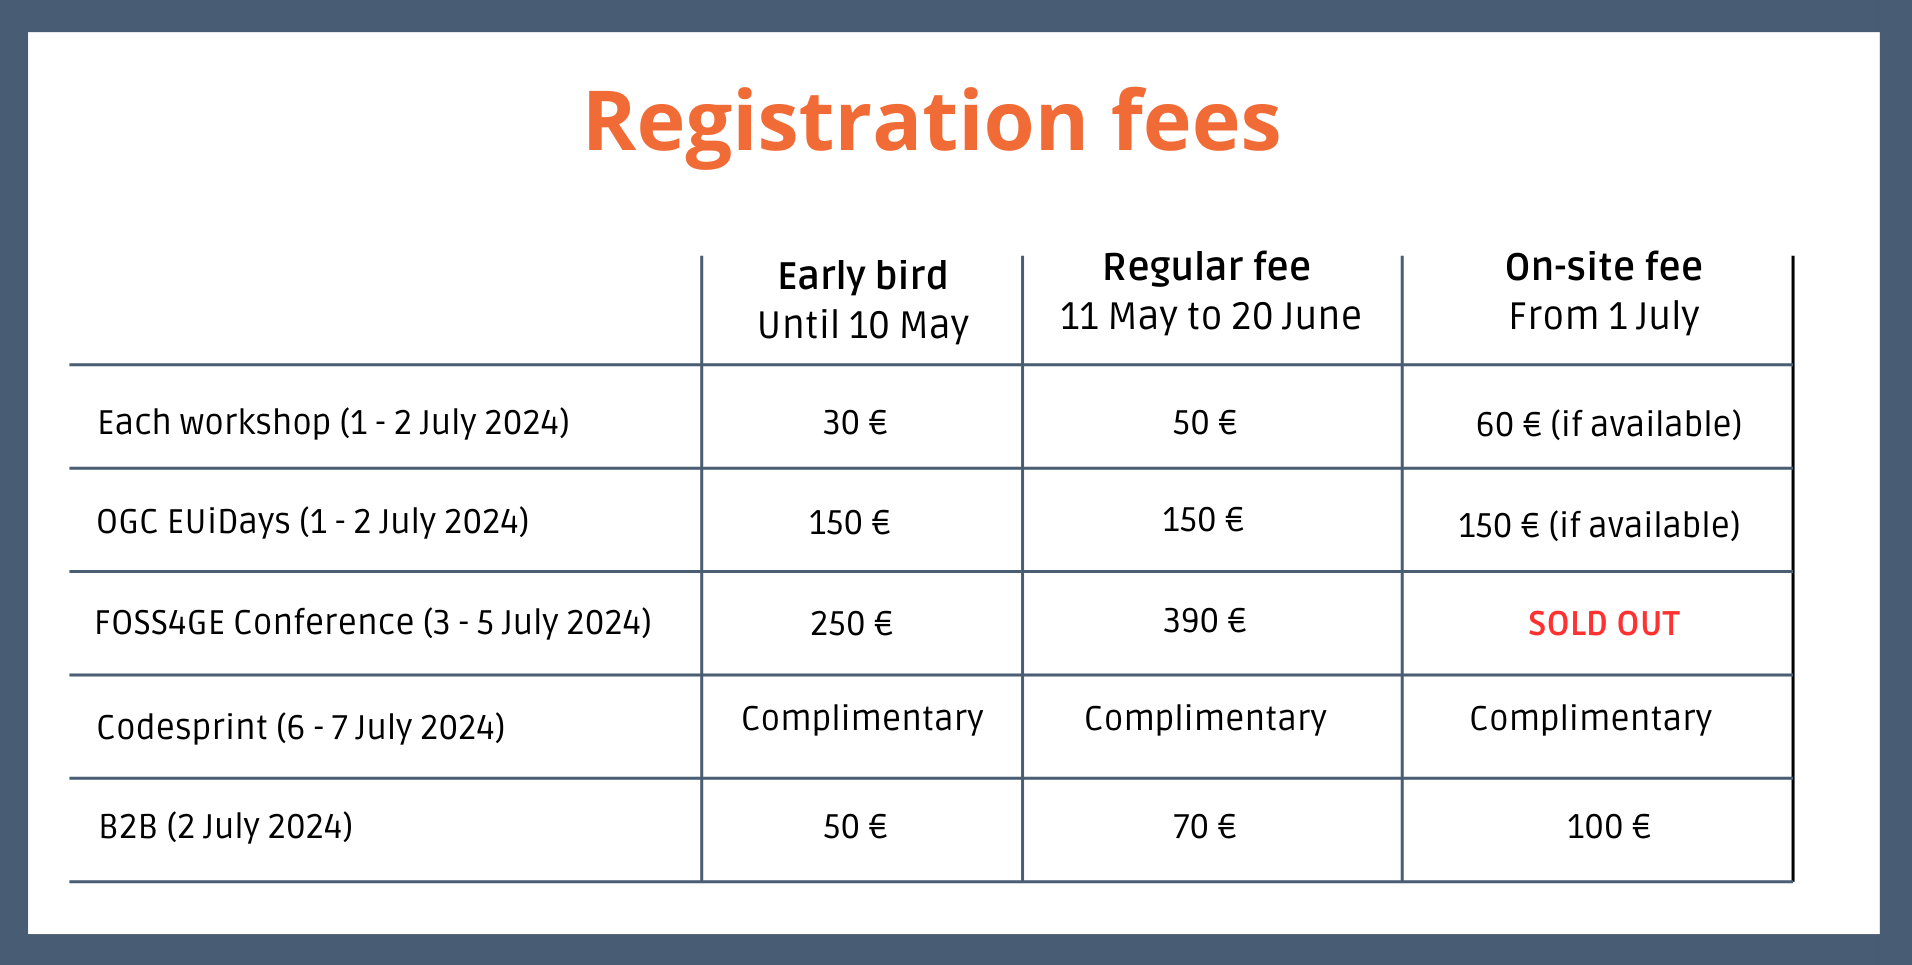 Registration fees
Early bird
Until 10 May
Regular fee
11 May to 20 June
On-site fee
From 1 July
Each workshop (1 - 2 July 2024)
30 €
50 €
60 € (if available)
OGC EUiDays (1 - 2 July 2024)
150 €
150 €
150 € (if available)
FOSS4GE Conference (3 - 5 July 2024)
250 €
390 €
SOLD OUT
Codesprint (6 - 7 July 2024)
Complimentary
Complimentary
Complimentary
B2B (2 July 2024)
50 €
70 €
100 €